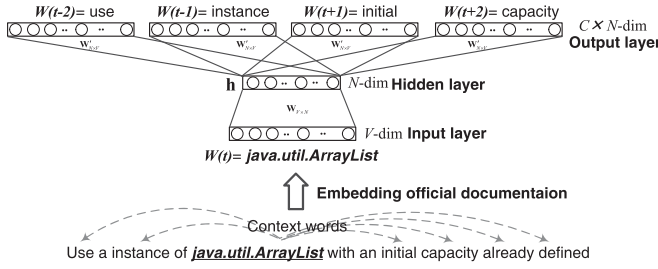 W(t-2)= use W(t-1)= instance W(t+1)= initial W(t+2)= capacity
C× N-dim
Output layer
W'N×V W'N×V W'N×V W'N×V
h N-dim Hidden layer
WV×N
V-dim Input layer
W(t)= java.util.ArrayList
Embedding official documentaion
Context words
Use a instance of java.util.ArrayList with an initial capacity already defined